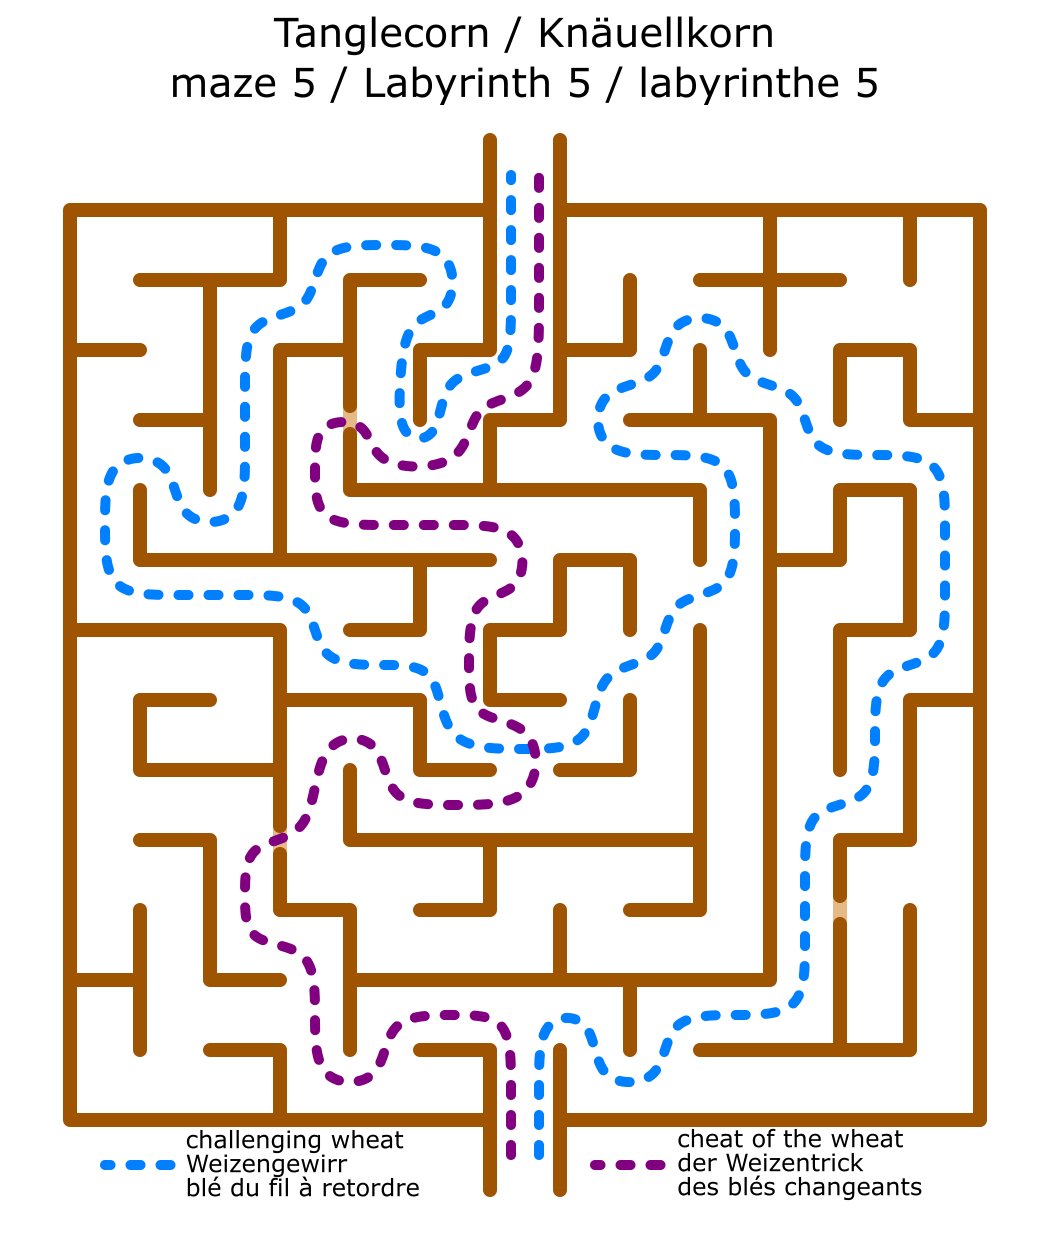 Tanglecorn / Knäuellkorn
maze 5 / Labyrinth 5 / labyrinthe 5
challenging wheat
Weizengewirr
blé du fil à retordre
cheat of the wheat
der Weizentrick
des blés changeants